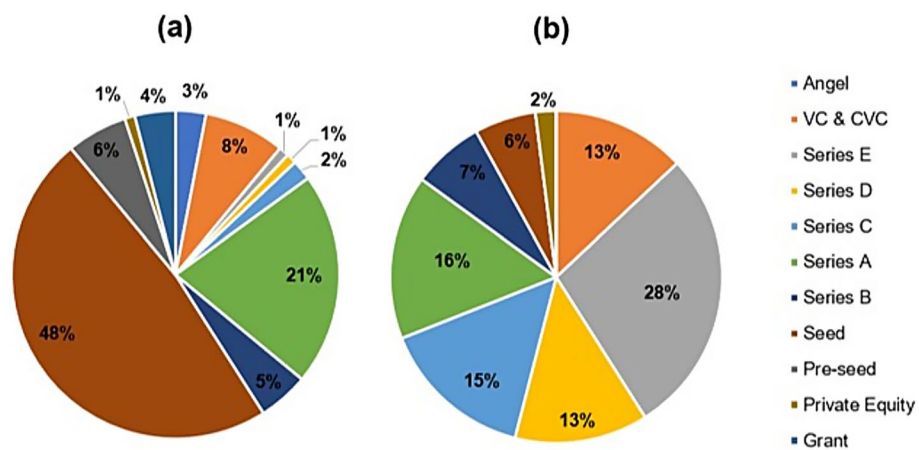 (a)
(b)
1%
4%
3%
6%
8%
1%
1%
2%
21%
48%
5%
2%
6%
13%
7%
16%
28%
15%
13%
Angel
VC & CVC
Series E
Series D
Series C
Series A
Series B
Seed
Pre-seed
Private Equity
Grant